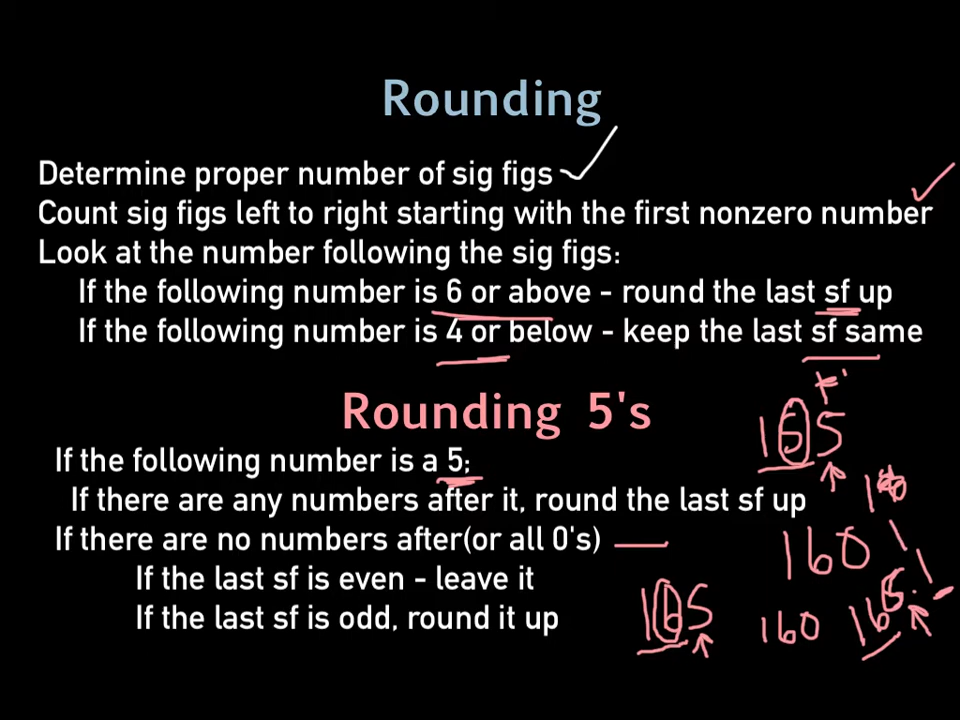 Rounding
Determine proper number of sig figs
Count sig figs left to right starting with the first nonzero number
Look at the number following the sig figs:
If the following number is 6 or above - round the last sf up
If the following number is 4 or below - keep the last sf same
Rounding 5's
155
If the following number is a 5;
If there are any numbers after it, round the last sf up
If there are no numbers after(or all 0's)
160
If the last sf is even - leave it
If the last sf is odd, round it up
165 160